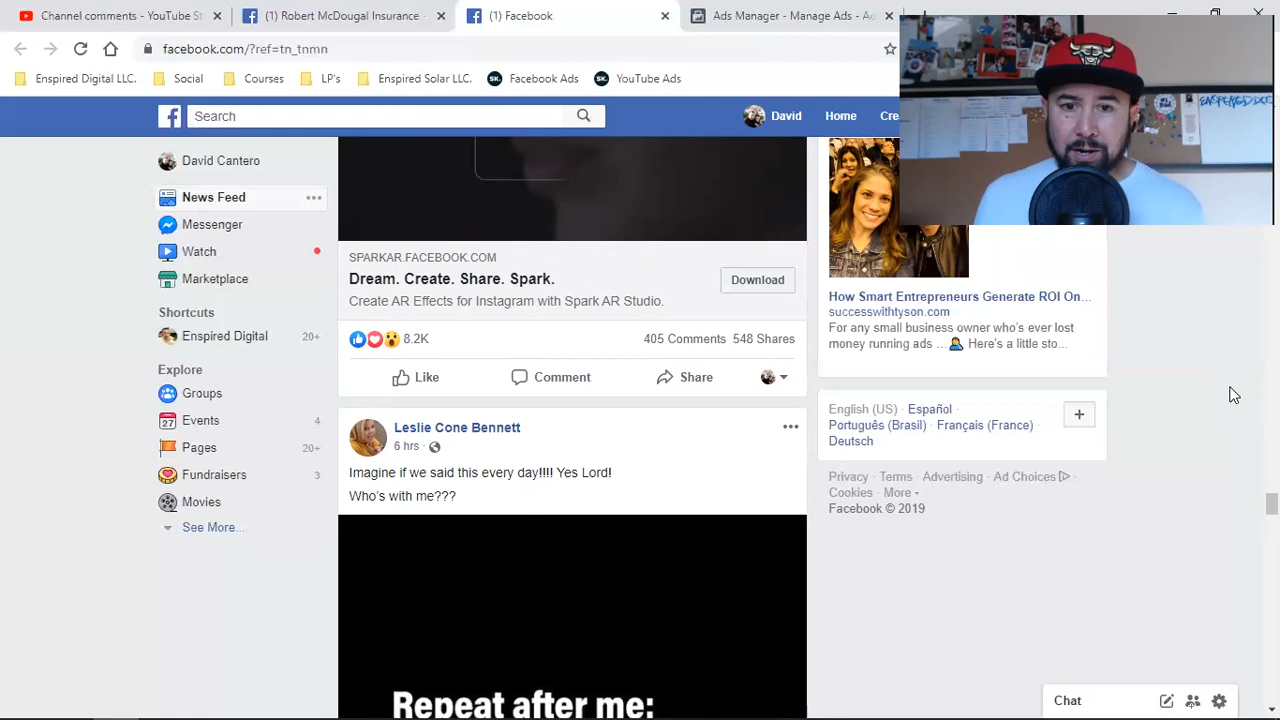 Channel comments - YouTube S
(1) Robert McDougal Insurance
(1) Facebook
Ads Manager - Manage Ads - A
facebook.com/?ref=tn_tnmn
Enspired Digital LLC.
Social
Courses
LP's
Enspired Solar LLC.
SK. Facebook Ads
SK. YouTube Ads
Search
David
Home
Cre
David Cantero
News Feed
Messenger
Watch
Marketplace
Shortcuts
Enspired Digital 20+
Explore
Groups
Events 4
Pages 20+
Fundraisers 3
Movies
See More...
SPARKAR.FACEBOOK.COM
Dream. Create. Share. Spark.
Create AR Effects for Instagram with Spark AR Studio.
Download
8.2K
405 Comments 548 Shares
Like
Comment
Share
Leslie Cone Bennett
6 hrs ·
Imagine if we said this every day!!!! Yes Lord!
Who's with me???
Repeat after me:
How Smart Entrepreneurs Generate ROI On...
successwithtyson.com
For any small business owner who's ever lost
money running ads ... Here's a little sto...
English (US) · Español ·
Português (Brasil) · Français (France) ·
Deutsch
Privacy · Terms · Advertising · Ad Choices ·
Cookies · More
Facebook © 2019
Chat